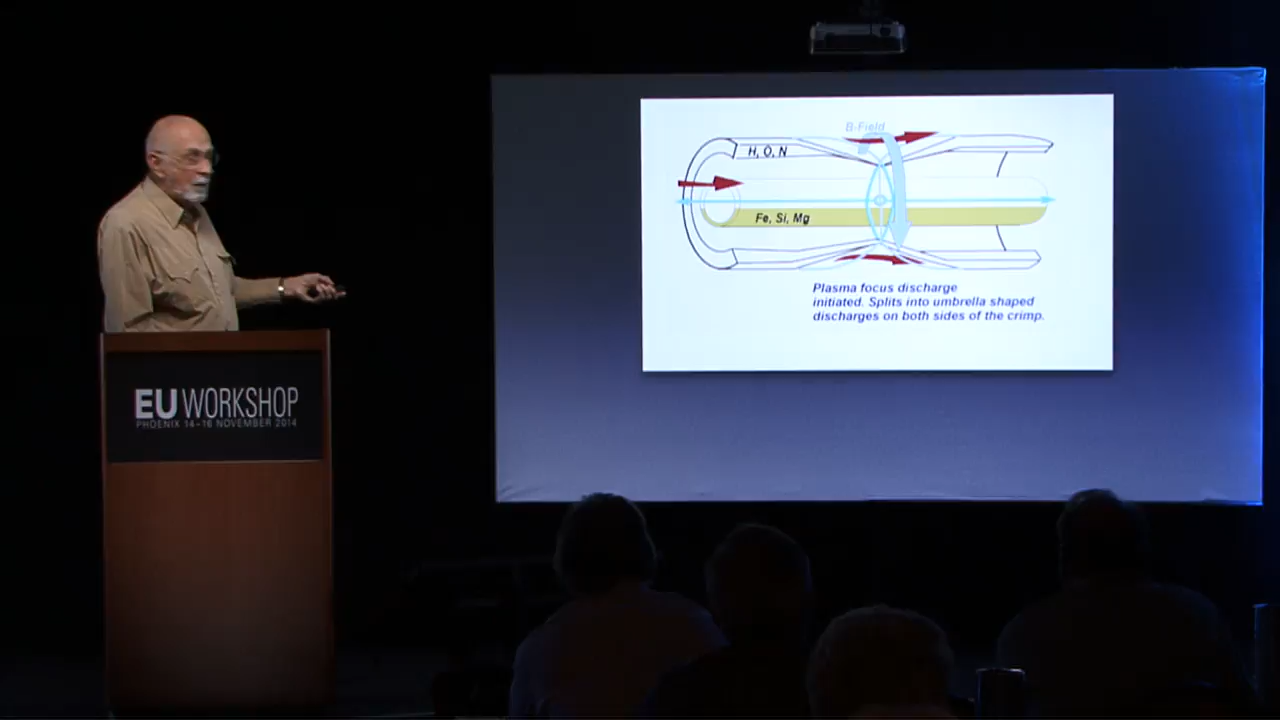 EU WORKSHOP
PHOENIX 14-16 NOVEMBER 2014
B-Field
H, O, N
Fe, Si, Mg
Plasma focus discharge
initiated. Splits into umbrella shaped
discharges on both sides of the crimp.